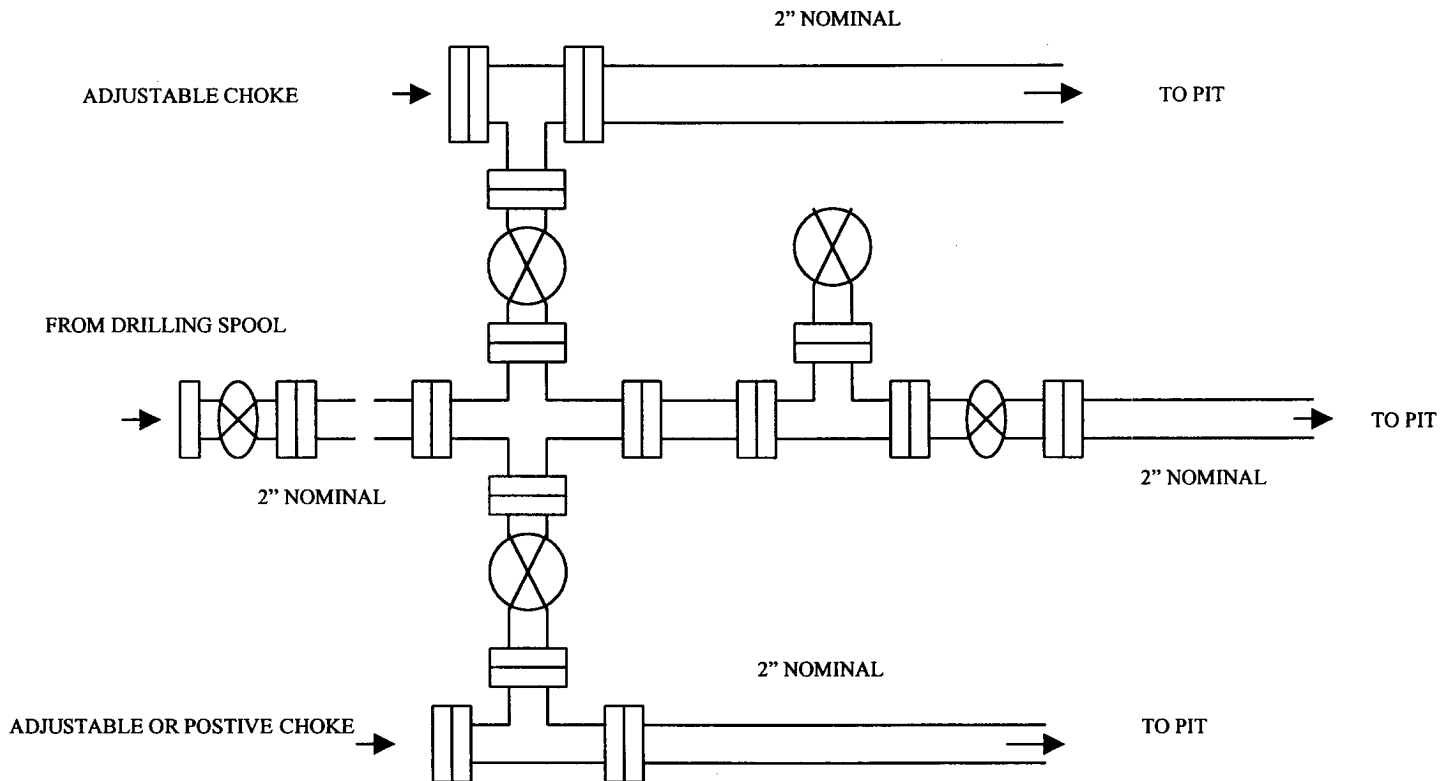 2” NOMINAL
ADJUSTABLE CHOKE
TO PIT
FROM DRILLING SPOOL
TO PIT
2” NOMINAL
2” NOMINAL
2” NOMINAL
ADJUSTABLE OR POSTIVE CHOKE
TO PIT